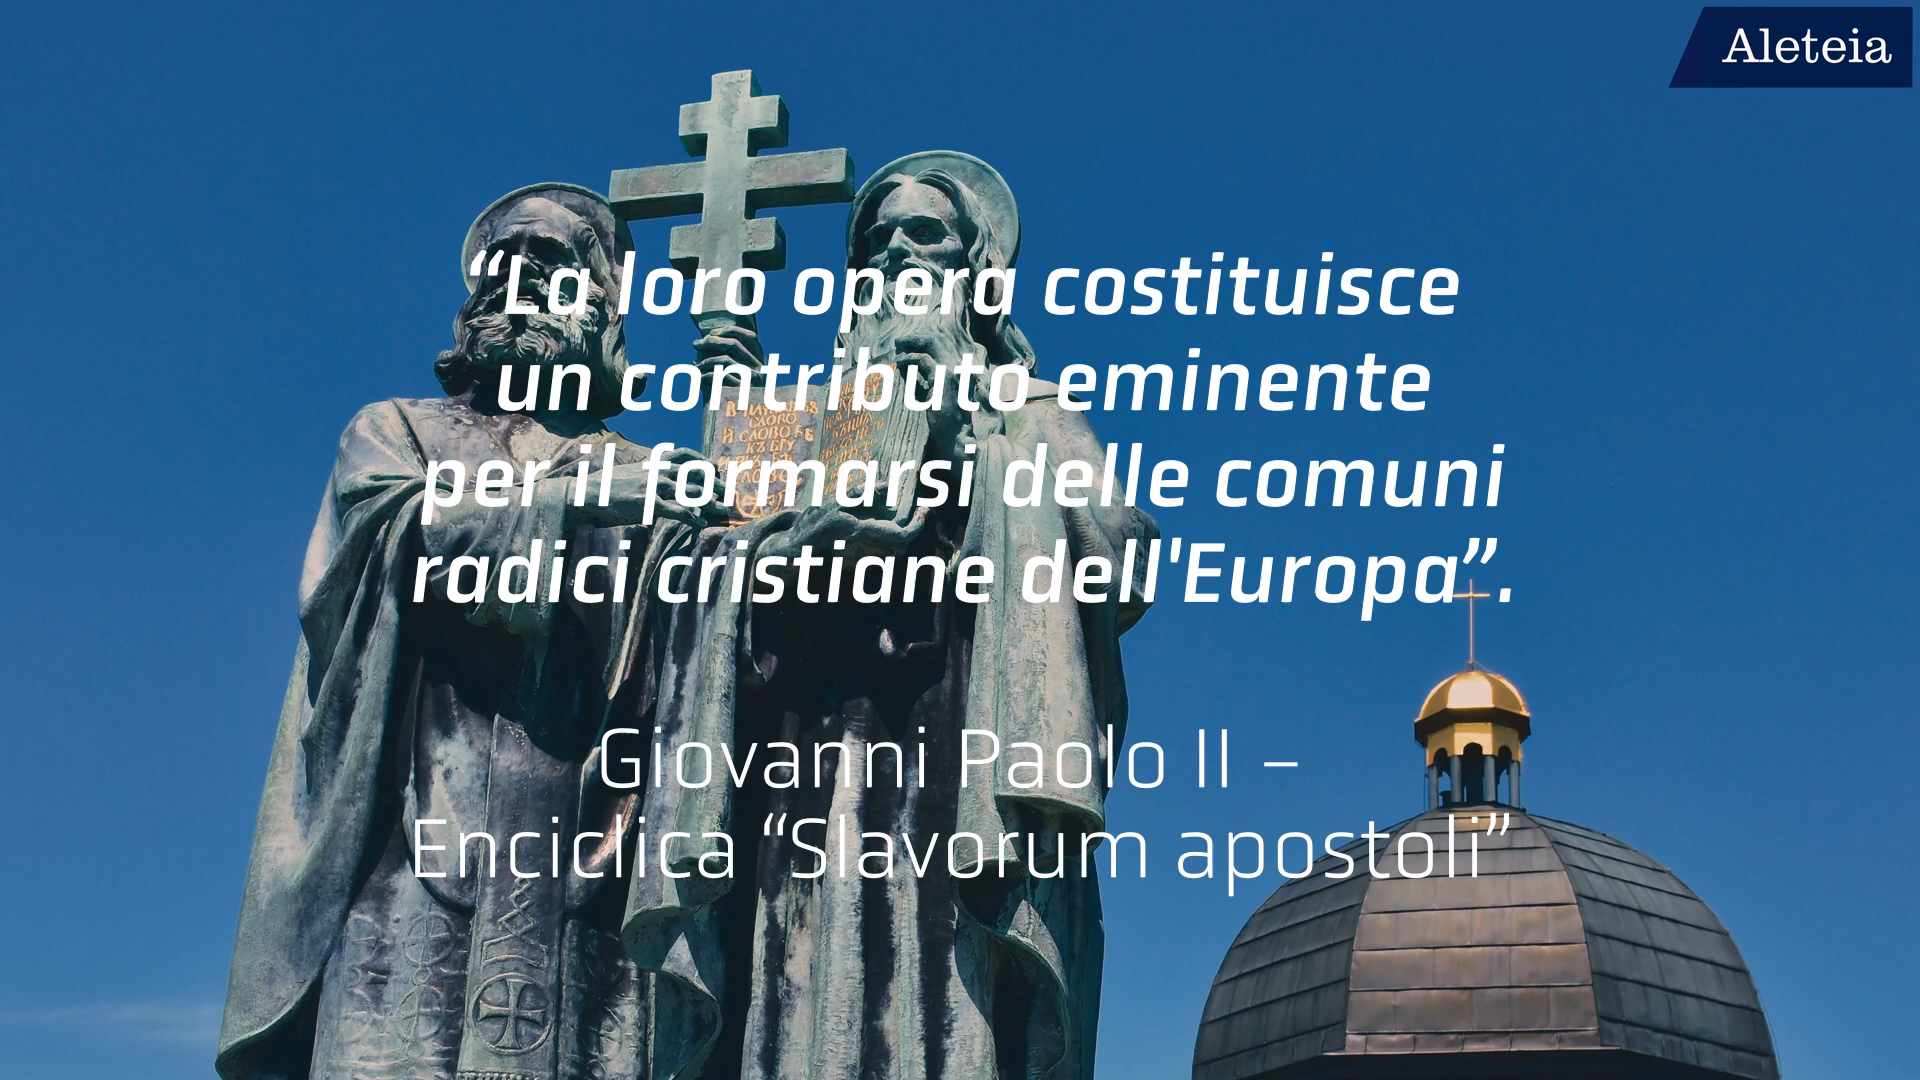 Aleteia
“La loro opera costituisce
un contributo eminente
per il formarsi delle comuni
radici cristiane dell'Europa”.
Giovanni Paolo II –
Enciclica “Slavorum apostoli”